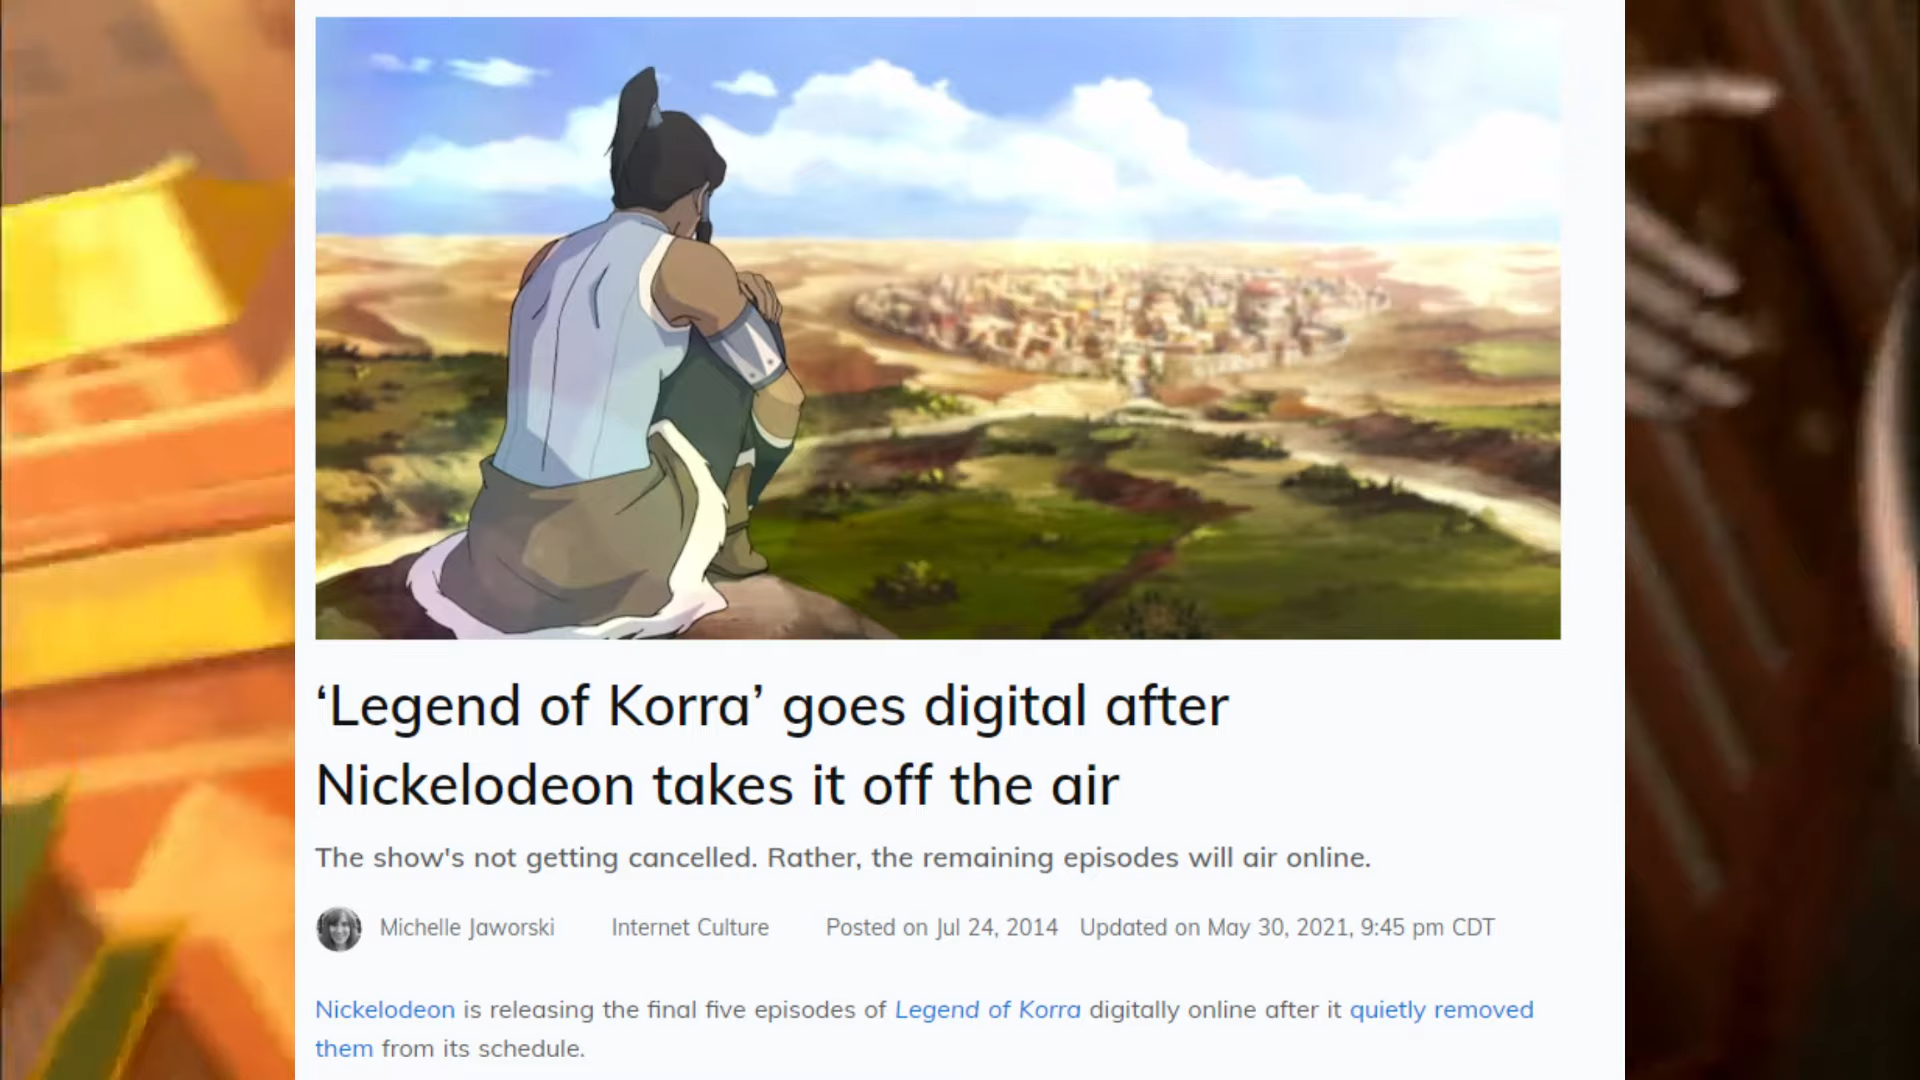 ‘Legend of Korra’ goes digital after
Nickelodeon takes it off the air
The show's not getting cancelled. Rather, the remaining episodes will air online.
Michelle Jaworski Internet Culture Posted on Jul 24, 2014 Updated on May 30, 2021, 9:45 pm CDT
Nickelodeon is releasing the final five episodes of Legend of Korra digitally online after it quietly removed
them from its schedule.